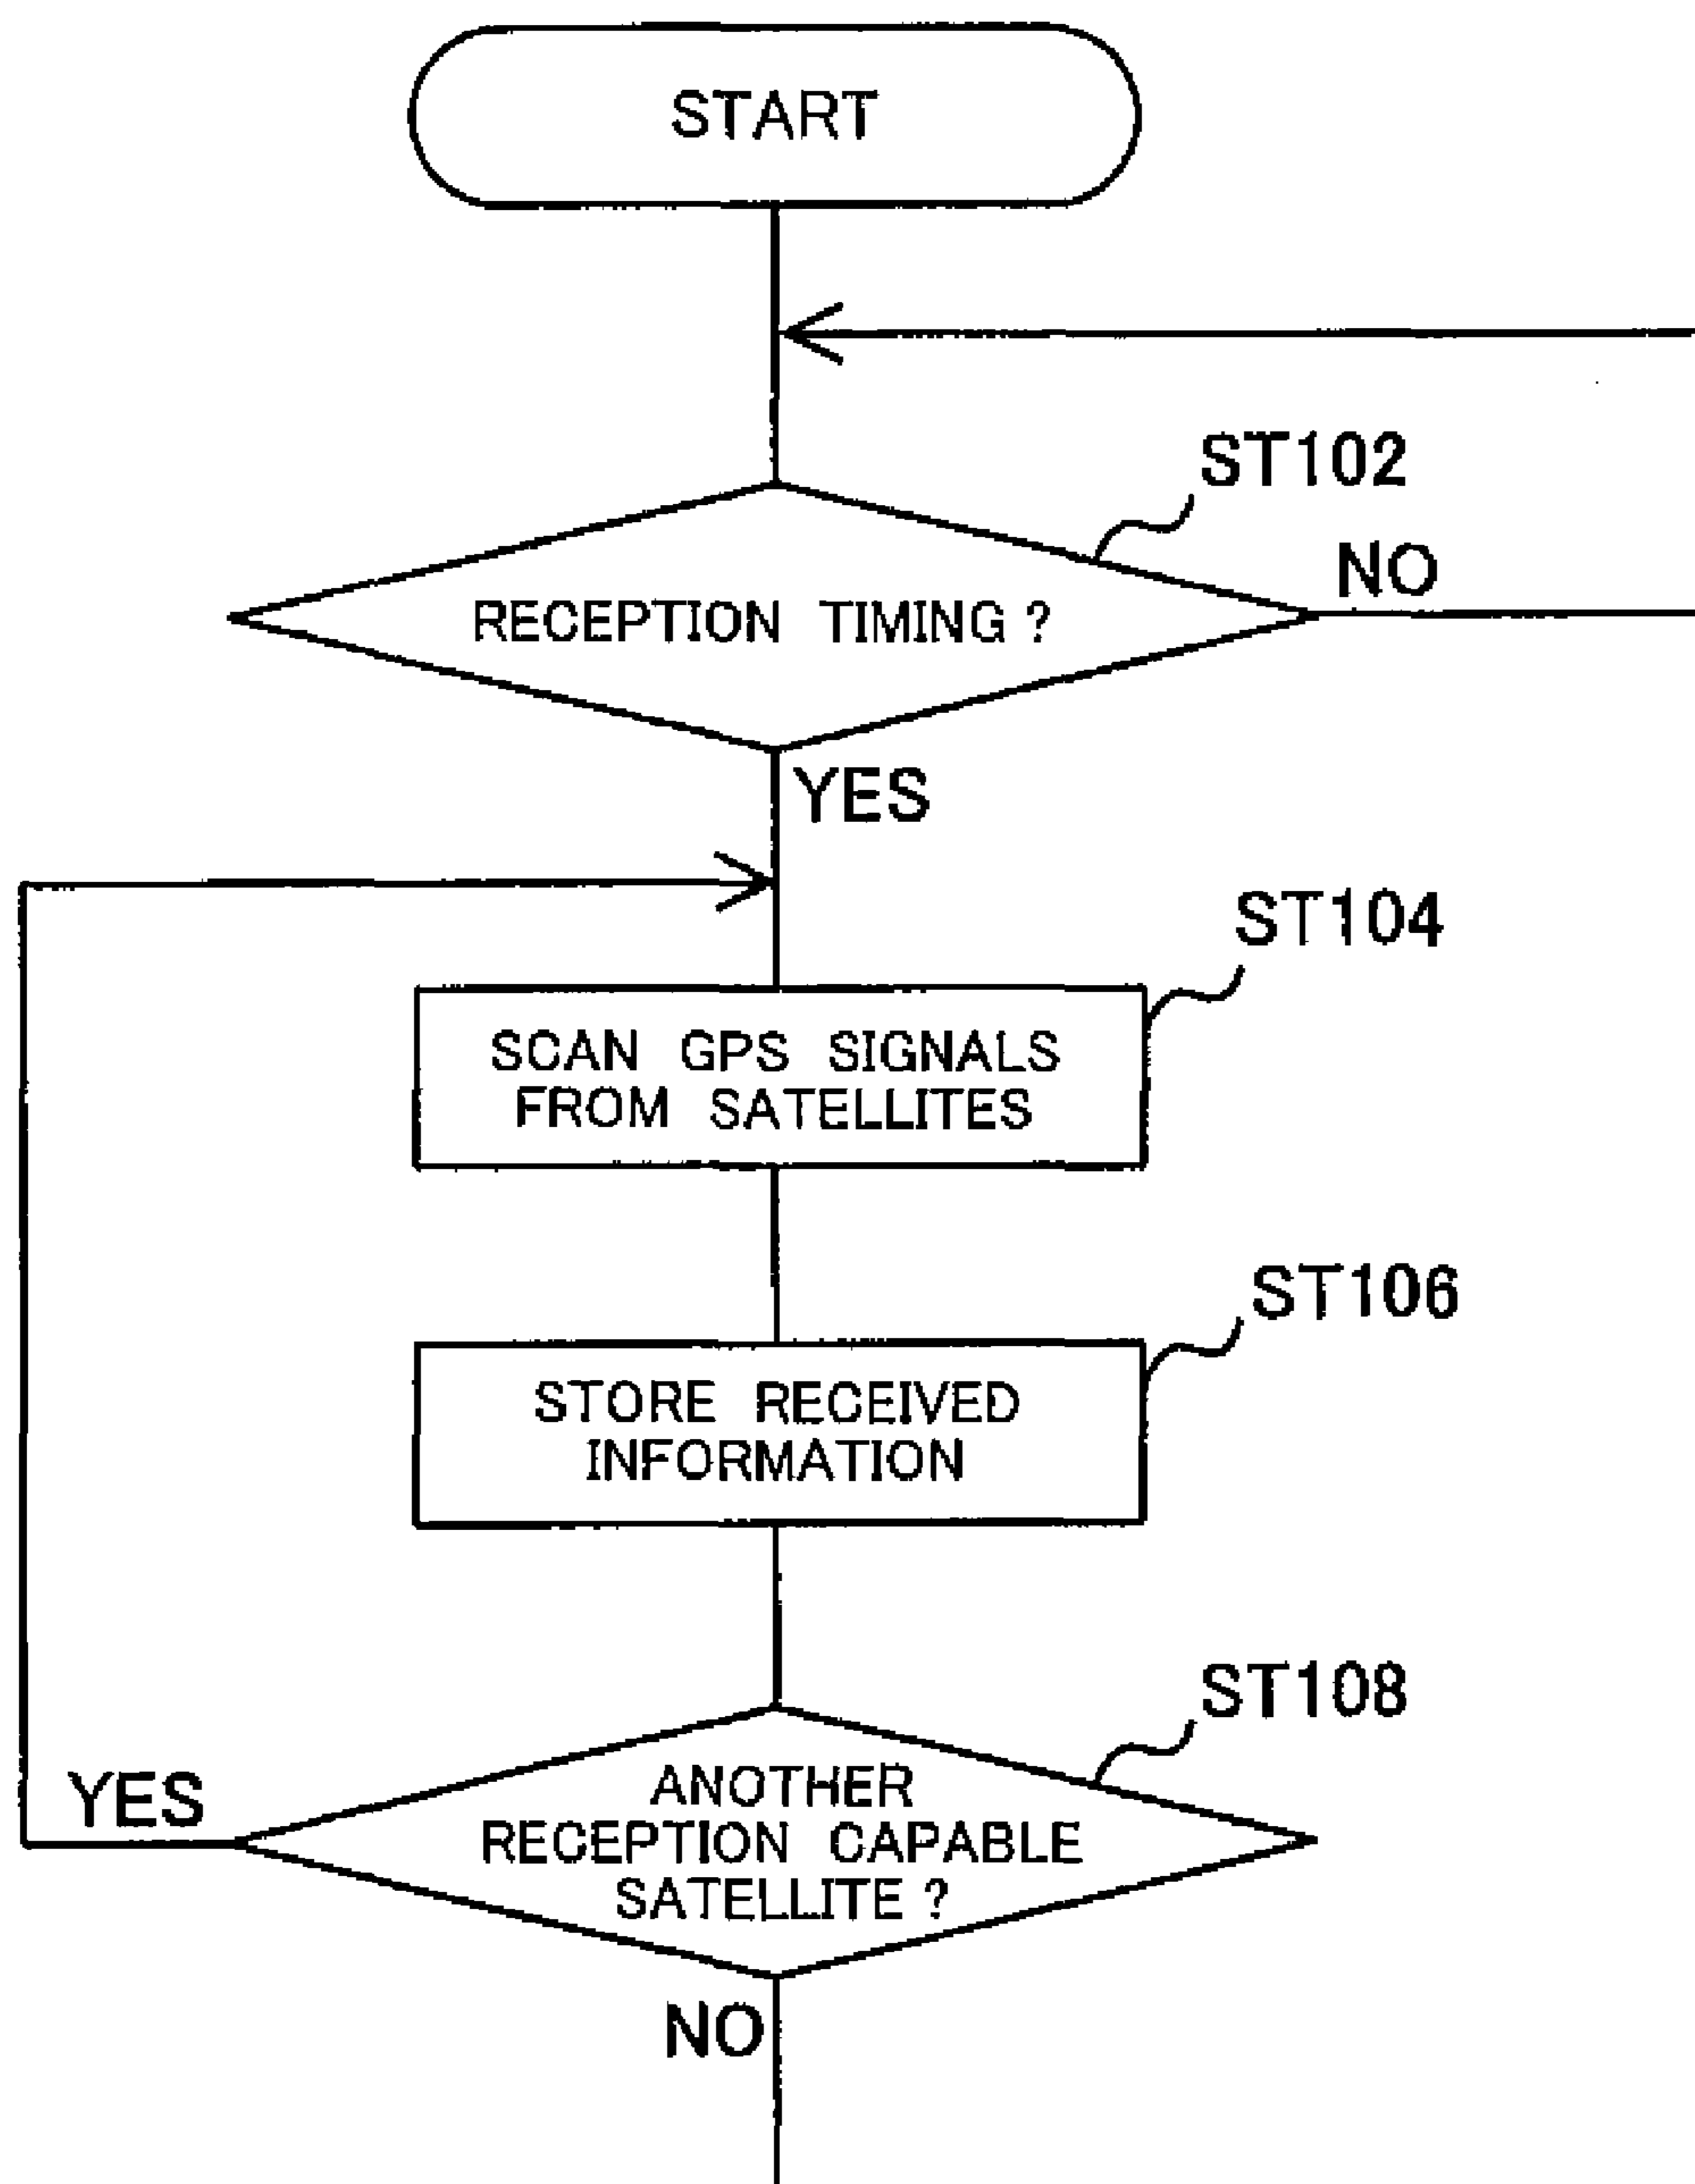 START
ST102
NO
RECEPTION TIMING ?
YES
ST104
SCAN GPS SIGNALS
FROM SATELLITES
ST106
STORE RECEIVED
INFORMATION
ST108
YES
ANOTHER
RECEPTION CAPABLE
SATELLITE ?
NO